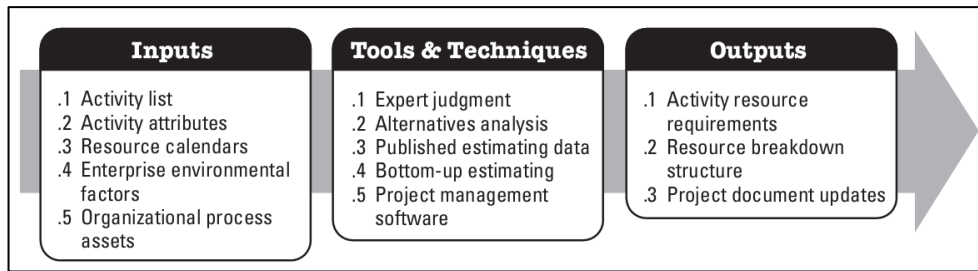 Inputs
.1 Activity list
.2 Activity attributes
.3 Resource calendars
.4 Enterprise environmental
factors
.5 Organizational process
assets
Tools & Techniques
.1 Expert judgment
.2 Alternatives analysis
.3 Published estimating data
.4 Bottom-up estimating
.5 Project management
software
Outputs
.1 Activity resource
requirements
.2 Resource breakdown
structure
.3 Project document updates